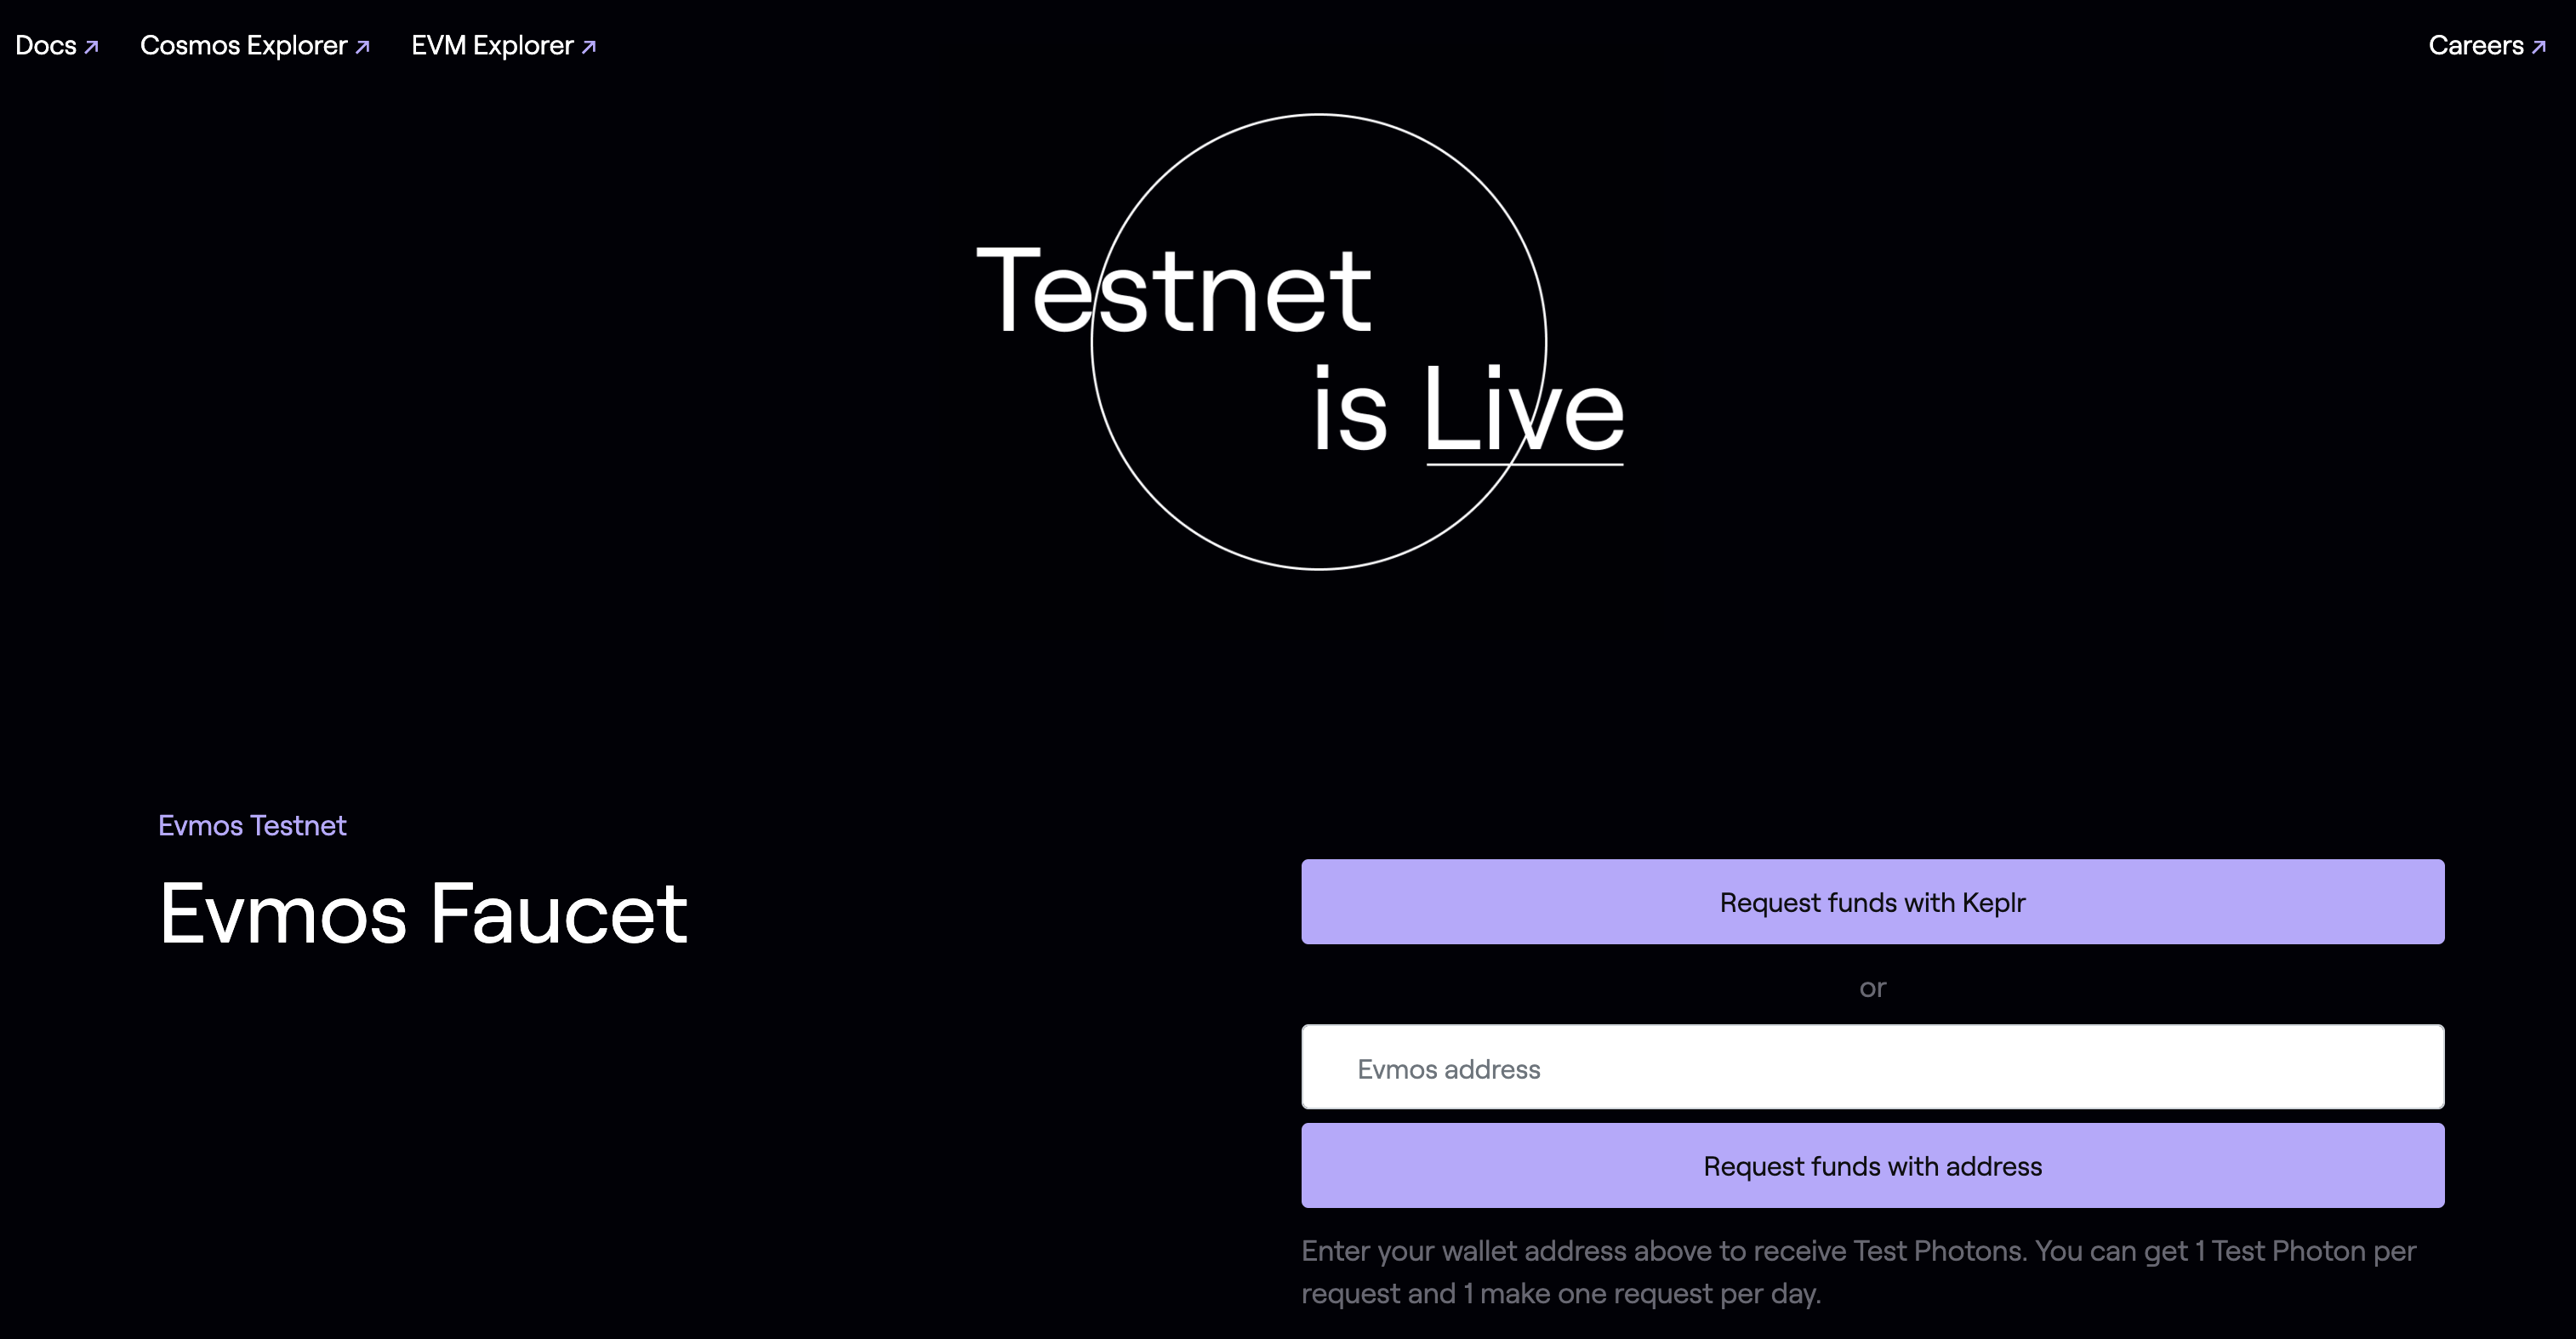 Docs ↗ Cosmos Explorer ↗ EVM Explorer ↗ Careers ↗
Testnet
is Live
Evmos Testnet
Evmos Faucet
Request funds with Keplr
or
Evmos address
Request funds with address
Enter your wallet address above to receive Test Photons. You can get 1 Test Photon per
request and 1 make one request per day.